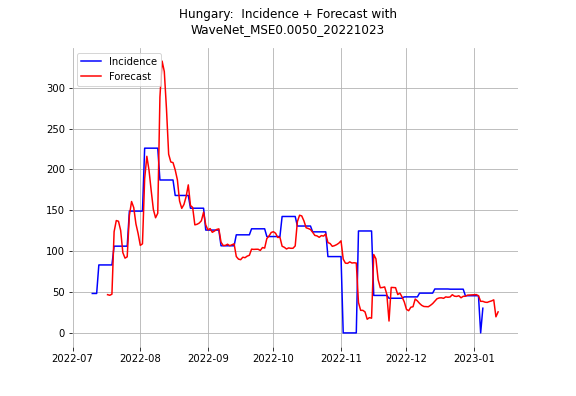 Hungary:  Incidence + Forecast with
WaveNet_MSE0.0050_20221023
Incidence
Forecast
300
250
200
150
100
50
0
2022-07 2022-08 2022-09 2022-10 2022-11 2022-12 2023-01